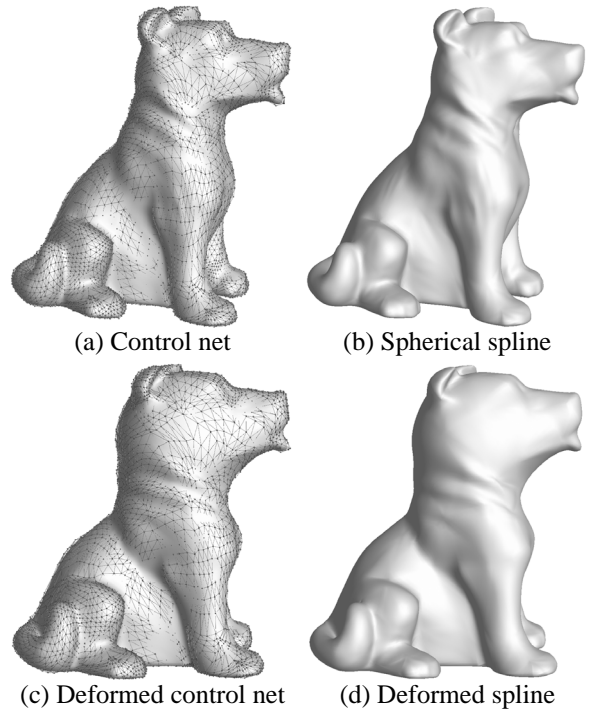 (a) Control net
(b) Spherical spline
(c) Deformed control net
(d) Deformed spline